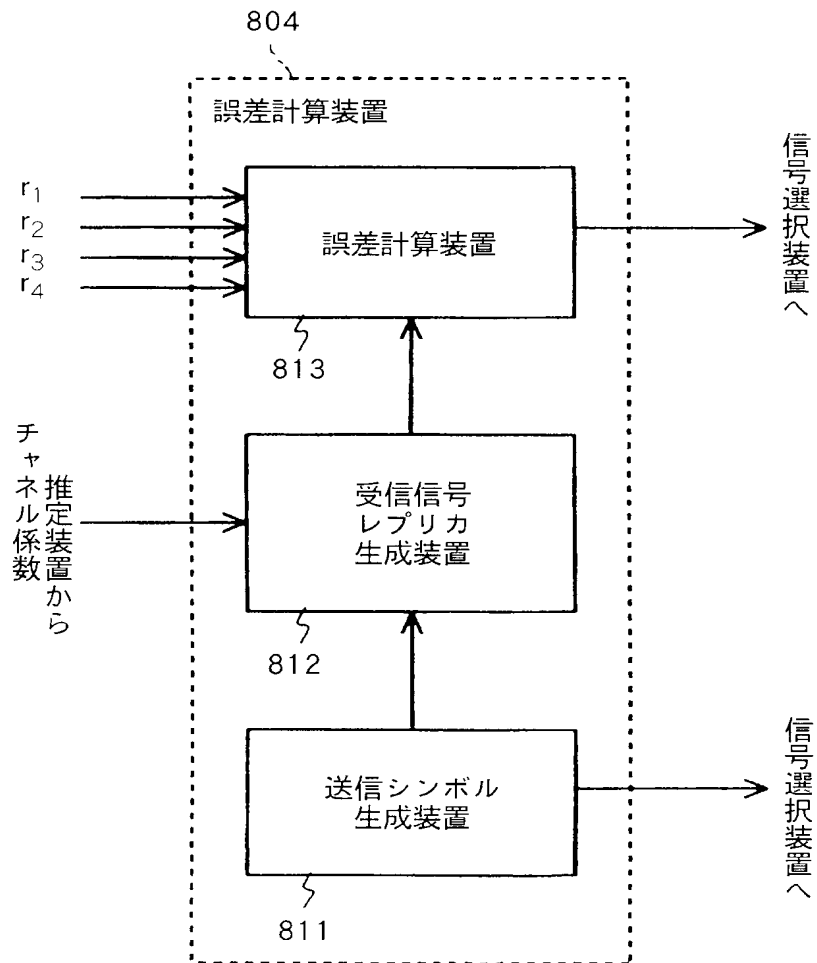 804
誤差計算装置
r1
r2
r3
r4
誤差計算装置
信号選択装置へ
813
チャネル係数
推定装置から
受信信号
レプリカ
生成装置
812
送信シンボル
生成装置
信号選択装置へ
811